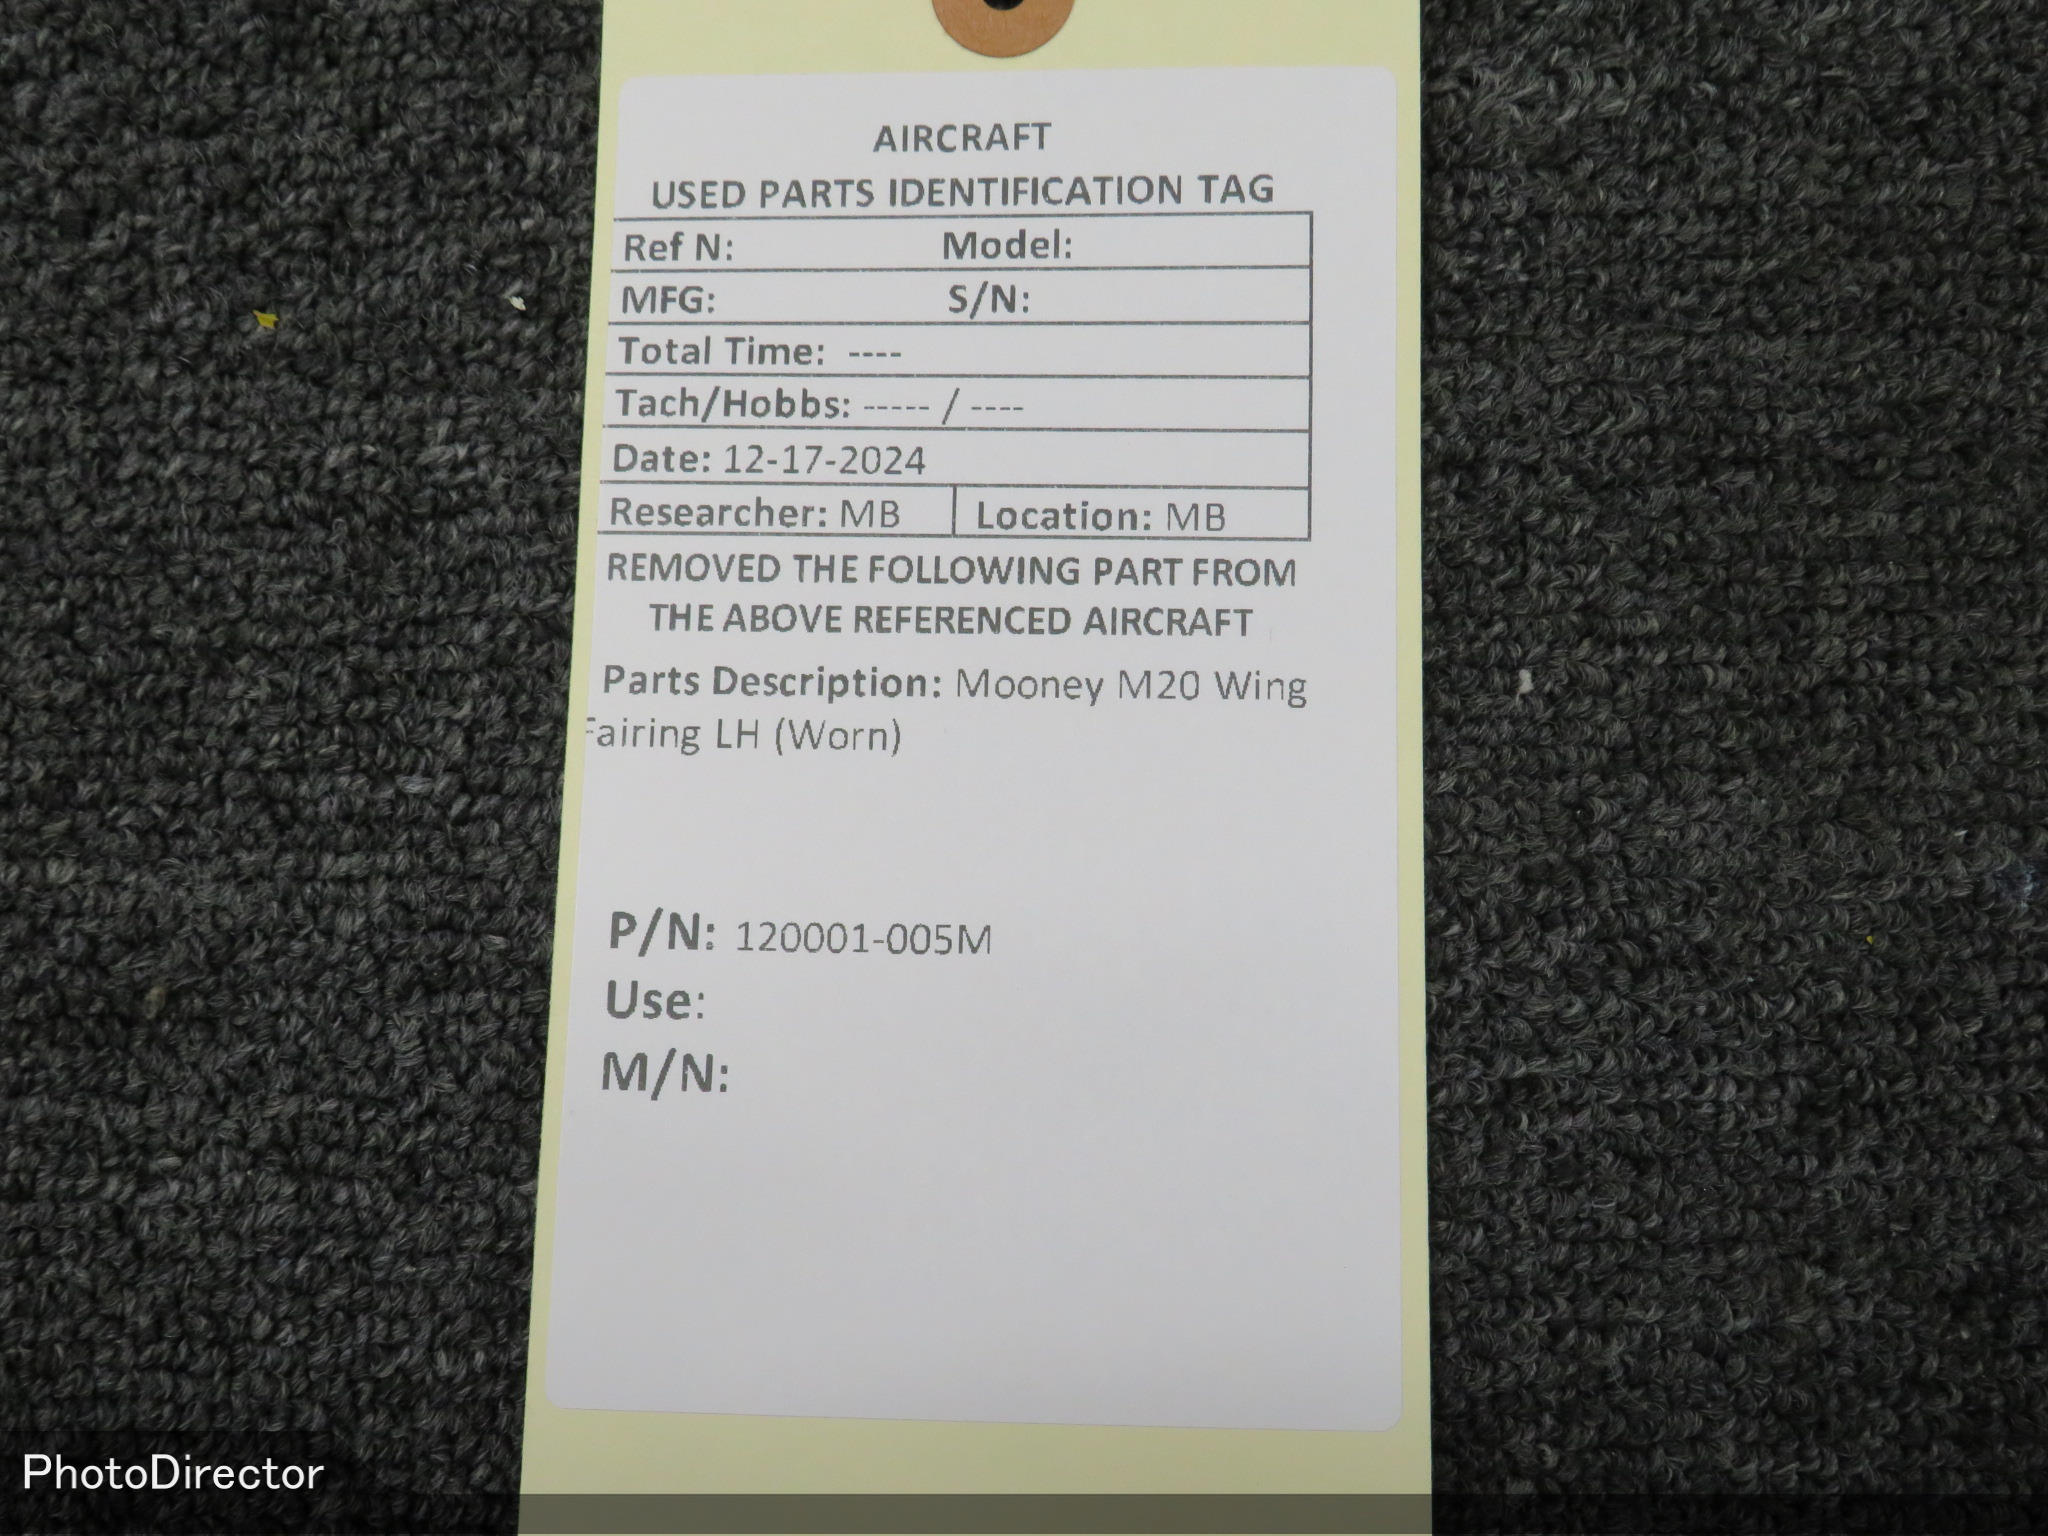 AIRCRAFT
USED PARTS IDENTIFICATION TAG
Ref N: Model:
MFG: S/N:
Total Time: ----
Tach/Hobbs: ----- / ----
Date: 12-17-2024
Researcher: MB Location: MB
REMOVED THE FOLLOWING PART FROM
THE ABOVE REFERENCED AIRCRAFT
Parts Description: Mooney M20 Wing
Fairing LH (Worn)
P/N: 120001-005M
Use:
M/N:
PhotoDirector